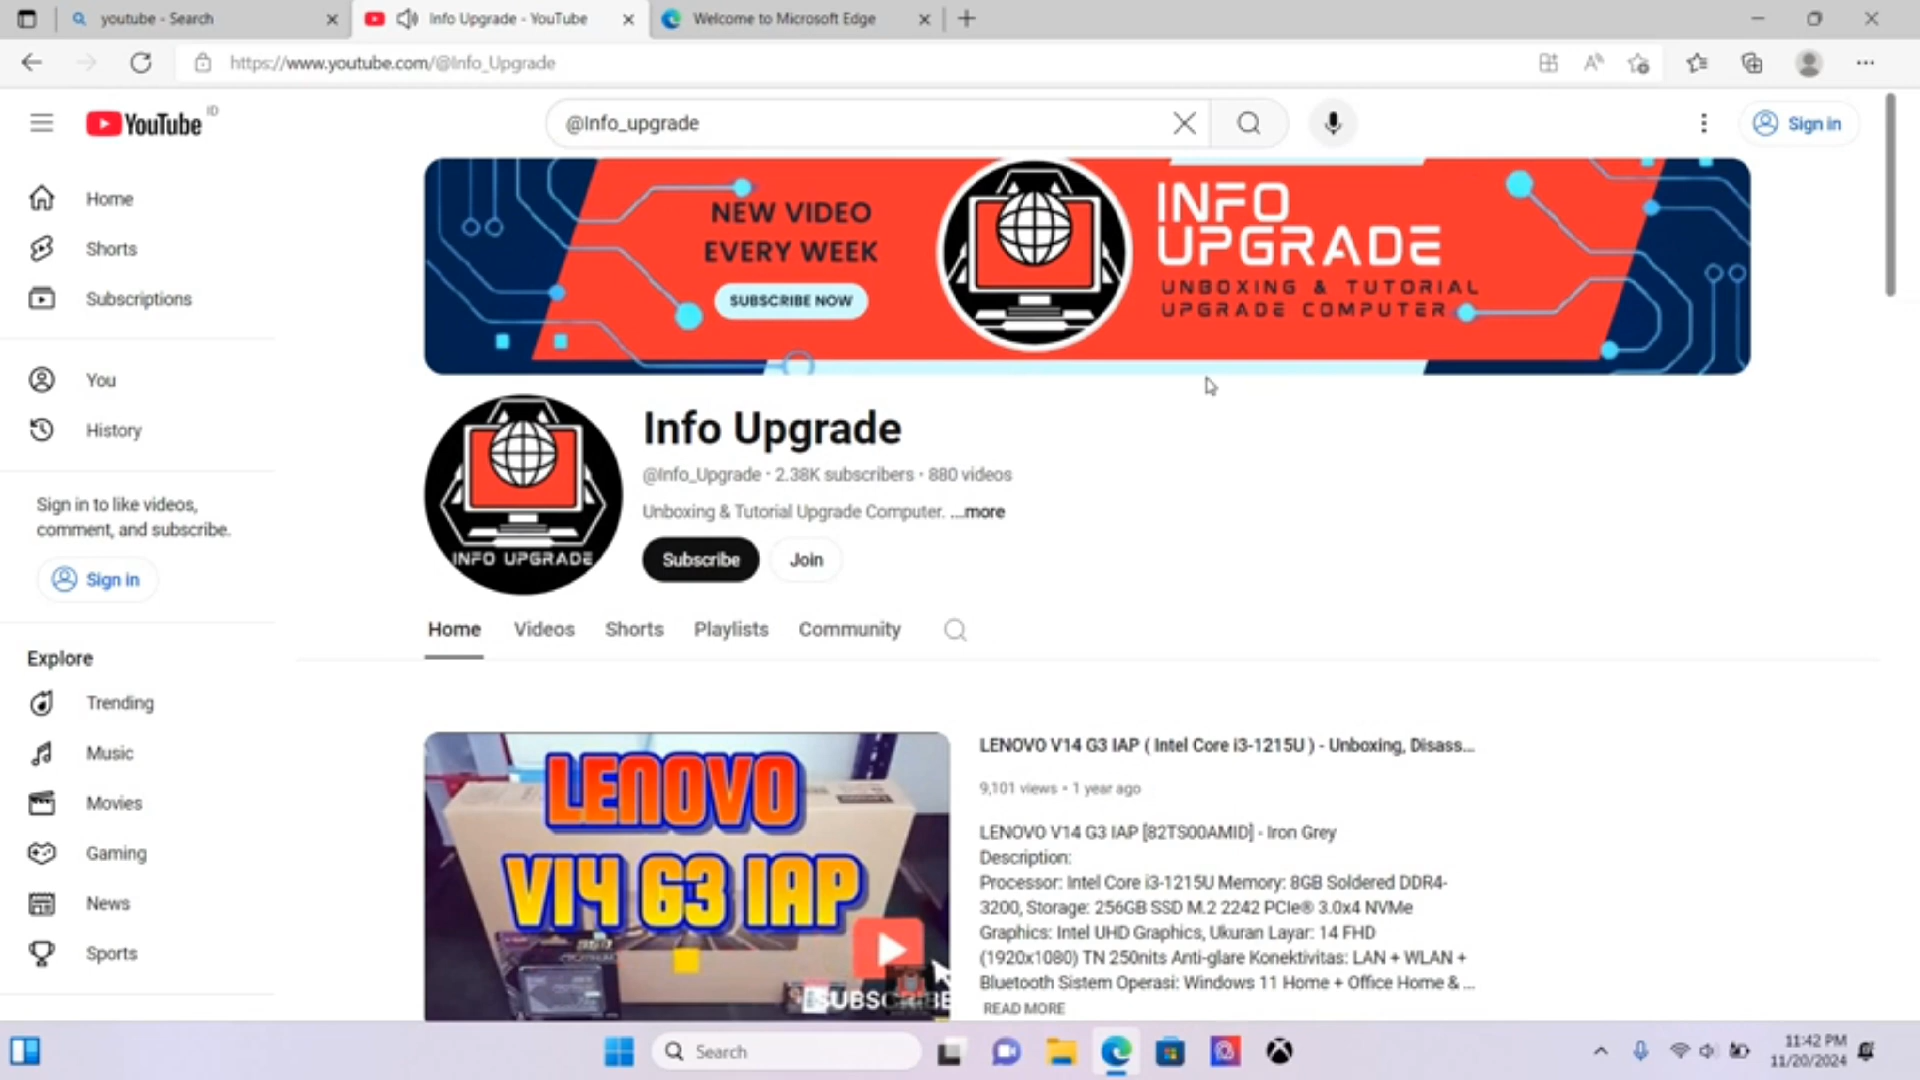 youtube - Search
Info Upgrade - YouTube
Welcome to Microsoft Edge
https://www.youtube.com/@Info_Upgrade
YouTube ID
@Info_upgrade
Sign in
Home
Shorts
Subscriptions
You
History
Sign in to like videos,
comment, and subscribe.
Sign in
Explore
Trending
Music
Movies
Gaming
News
Sports
NEW VIDEO
EVERY WEEK
SUBSCRIBE NOW
INFO
UPGRADE
UNBOXING & TUTORIAL
UPGRADE COMPUTER
INFO UPGRADE
Info Upgrade
@Info_Upgrade • 2.38K subscribers • 880 videos
Unboxing & Tutorial Upgrade Computer. ...more
Subscribe Join
Home Videos Shorts Playlists Community
LENOVO
V14 G3 IAP
SUBSCRIBE
LENOVO V14 G3 IAP ( Intel Core i3-1215U ) - Unboxing, Disass...
9,101 views • 1 year ago
LENOVO V14 G3 IAP [82TS00AMID] - Iron Grey
Description:
Processor: Intel Core i3-1215U Memory: 8GB Soldered DDR4-
3200, Storage: 256GB SSD M.2 2242 PCIe® 3.0x4 NVMe
Graphics: Intel UHD Graphics, Ukuran Layar: 14 FHD
(1920x1080) TN 250nits Anti-glare Konektivitas: LAN + WLAN +
Bluetooth Sistem Operasi: Windows 11 Home + Office Home & ...
READ MORE
Search
11:42 PM
11/20/2024